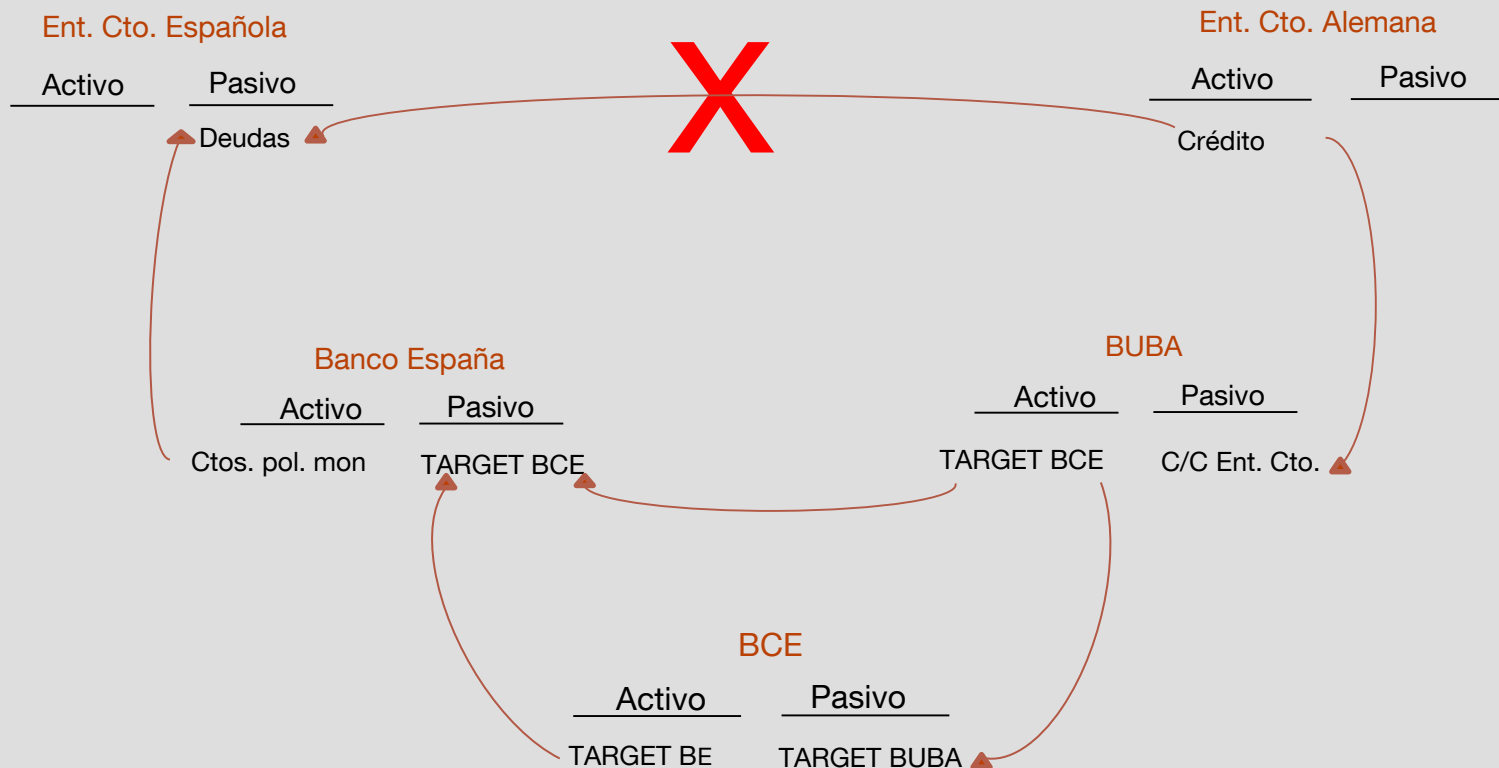 Ent. Cto. Española
Ent. Cto. Alemana
Activo Pasivo
Activo Pasivo
Deudas
Crédito
X
Banco España
BUBA
Activo Pasivo
Activo Pasivo
Ctos. pol. mon TARGET BCE
TARGET BCE C/C Ent. Cto.
BCE
Activo Pasivo
TARGET BE TARGET BUBA